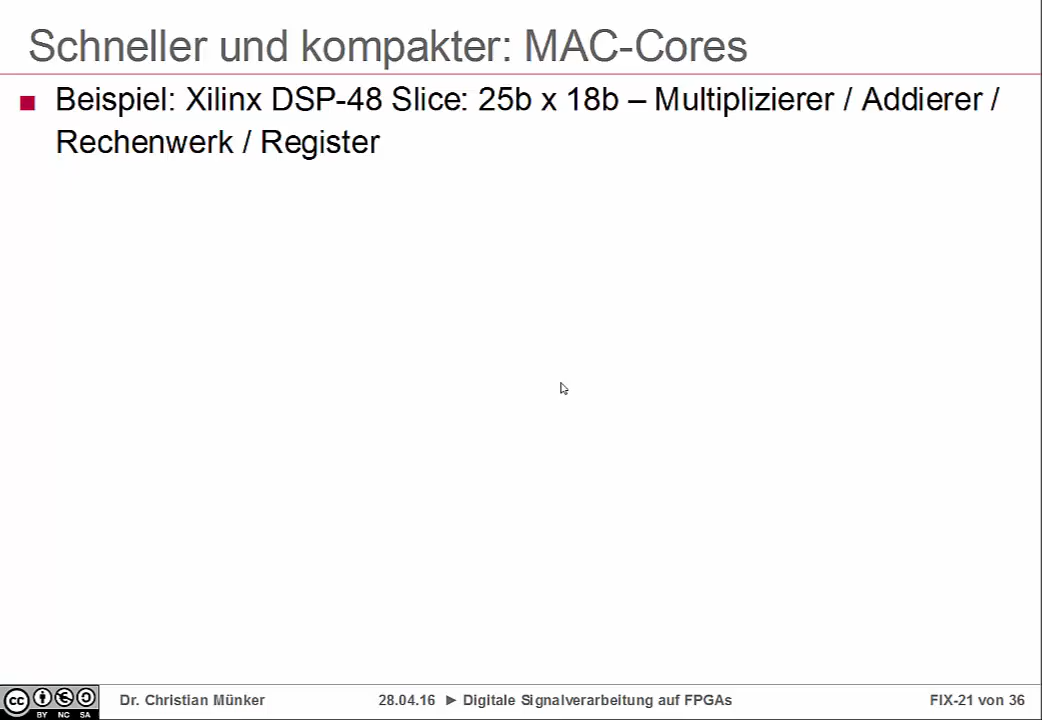 Schneller und kompakter: MAC-Cores
Beispiel: Xilinx DSP-48 Slice: 25b x 18b – Multiplizierer / Addierer /
Rechenwerk / Register
cc BY NC SA
Dr. Christian Münker
28.04.16 ► Digitale Signalverarbeitung auf FPGAs
FIX-21 von 36